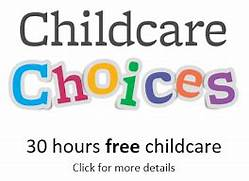 Childcare
Choices
30 hours free childcare
Click for more details